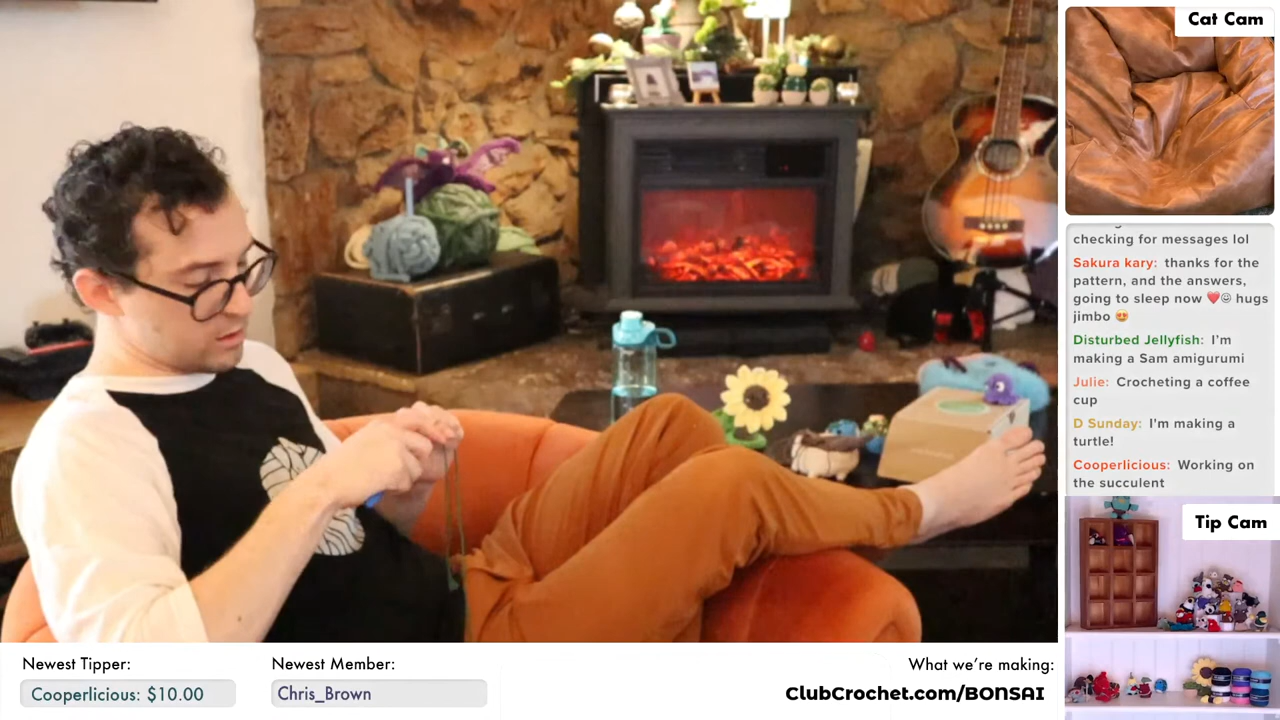 Cat Cam
checking for messages lol
Sakura kary: thanks for the
pattern, and the answers,
going to sleep now ❤️☺ hugs
jimbo 😍
Disturbed Jellyfish: I'm
making a Sam amigurumi
Julie: Crocheting a coffee
cup
D Sunday: I'm making a
turtle!
Cooperlicious: Working on
the succulent
Tip Cam
Newest Tipper:
Cooperlicious: $10.00
Newest Member:
Chris_Brown
What we're making:
ClubCrochet.com/BONSAI
A